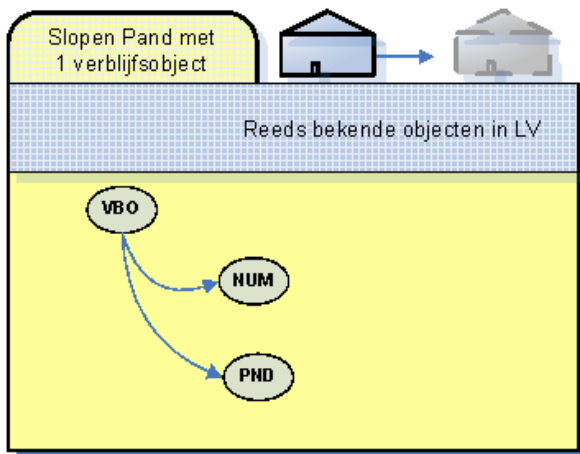 Slopen Pand met
1 verblijfsobject
Reeds bekende objecten in LV
VBO
NUM
PND